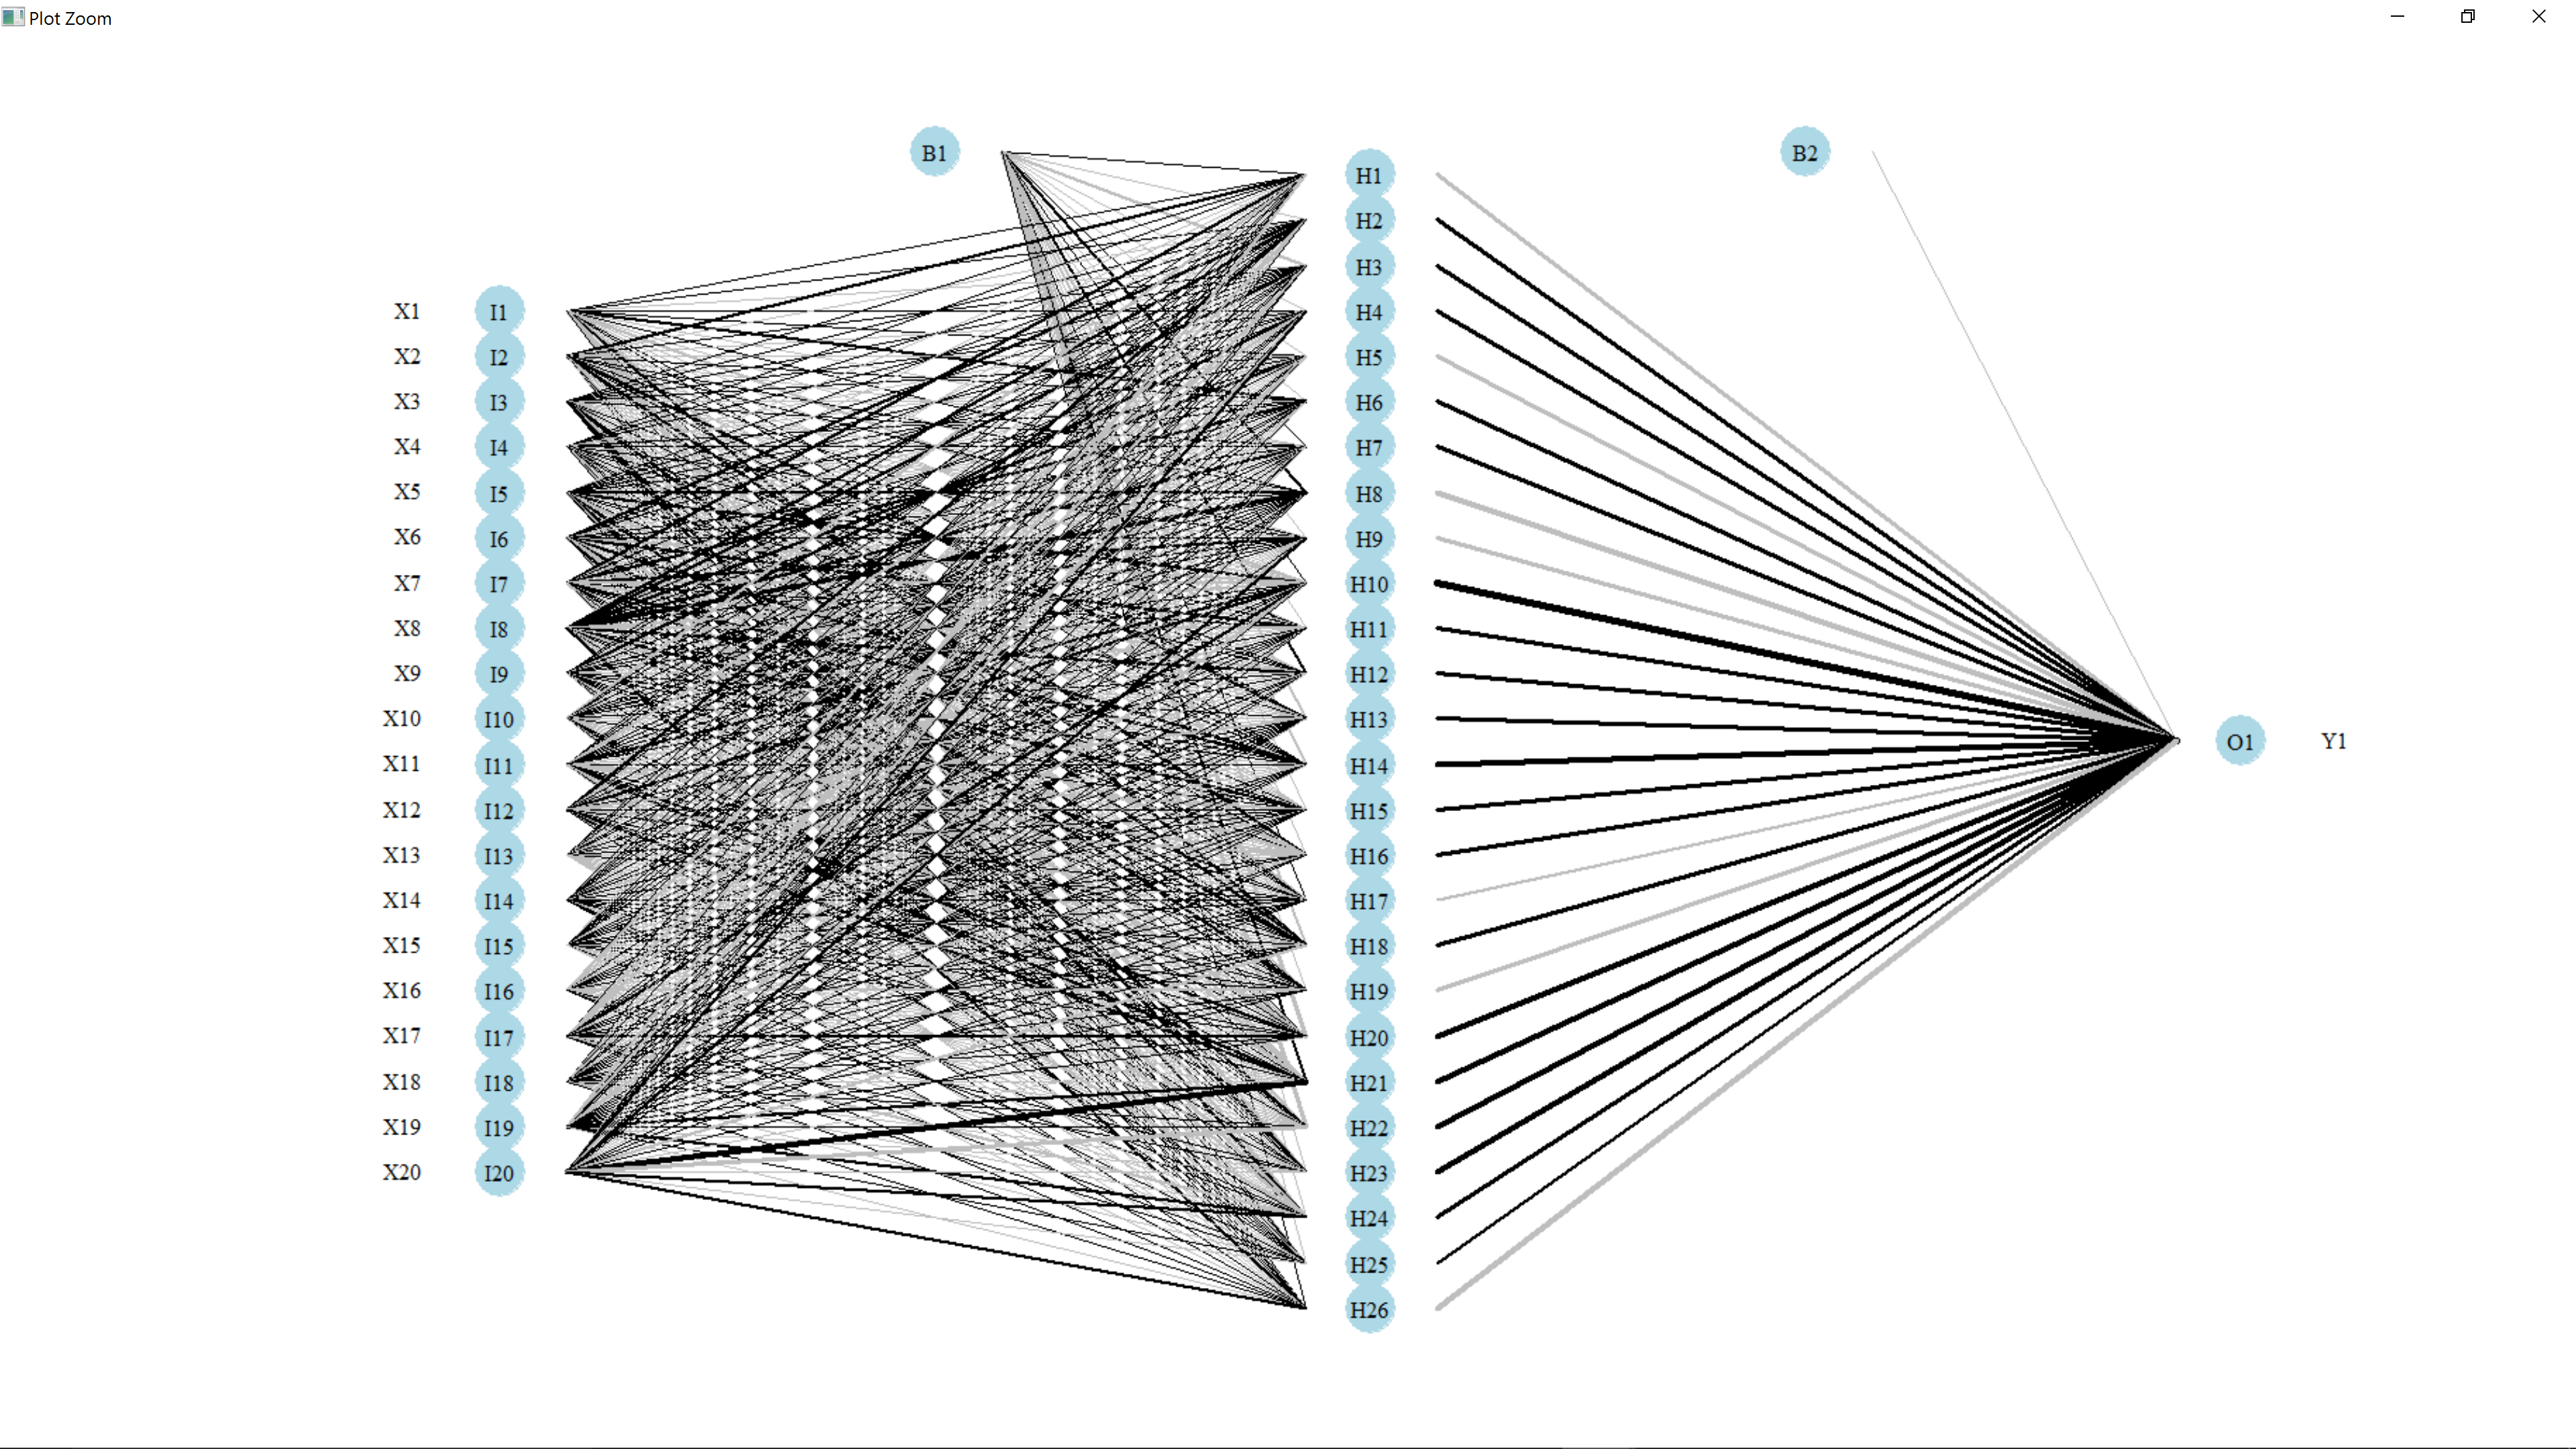 Plot Zoom
B1
B2
H1
H2
H3
X1 I1 H4
X2 I2 H5
X3 I3 H6
X4 I4 H7
X5 I5 H8
X6 I6 H9
X7 I7 H10
X8 I8 H11
X9 I9 H12
X10 I10 H13
O1 Y1
X11 I11 H14
X12 I12 H15
X13 I13 H16
X14 I14 H17
X15 I15 H18
X16 I16 H19
X17 I17 H20
X18 I18 H21
X19 I19 H22
X20 I20 H23
H24
H25
H26